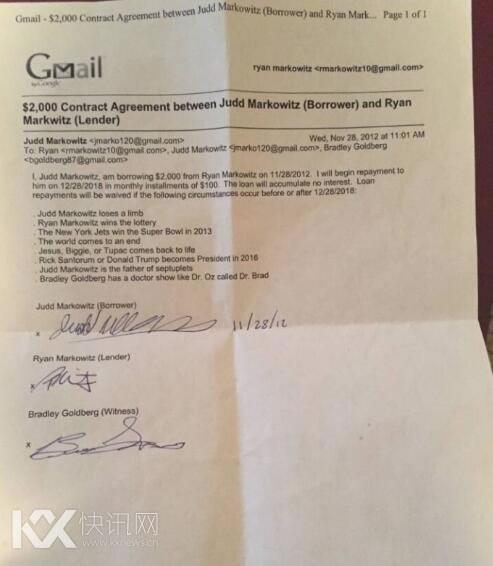 Gmail - $2,000 Contract Agreement between Judd Markowitz (Borrower) and Ryan Mark... Page 1 of 1
Gmail
by Google
ryan markowitz <rmarkowitz10@gmail.com>
$2,000 Contract Agreement between Judd Markowitz (Borrower) and Ryan
Markwitz (Lender)
Judd Markowitz <jmarko120@gmail.com>
Wed, Nov 28, 2012 at 11:01 AM
To: Ryan <rmarkowitz10@gmail.com>, Judd Markowitz <jmarko120@gmail.com>, Bradley Goldberg
<bgoldberg87@gmail.com>
I, Judd Markowitz, am borrowing $2,000 from Ryan Markowitz on 11/28/2012. I will begin repayment to
him on 12/28/2018 in monthly installments of $100. The loan will accumulate no interest. Loan
repayments will be waived if the following circumstances occur before or after 12/28/2018:
. Judd Markowitz loses a limb
. Ryan Markowitz wins the lottery
. The New York Jets win the Super Bowl in 2013
. The world comes to an end
. Jesus, Biggie, or Tupac comes back to life
. Rick Santorum or Donald Trump becomes President in 2016
. Judd Markowitz is the father of septuplets
. Bradley Goldberg has a doctor show like Dr. Oz called Dr. Brad
Judd Markowitz (Borrower)
x 11/28/12
Ryan Markowitz (Lender)
x
Bradley Goldberg (Witness)
x
KX 快讯网
www.kxnews.cn